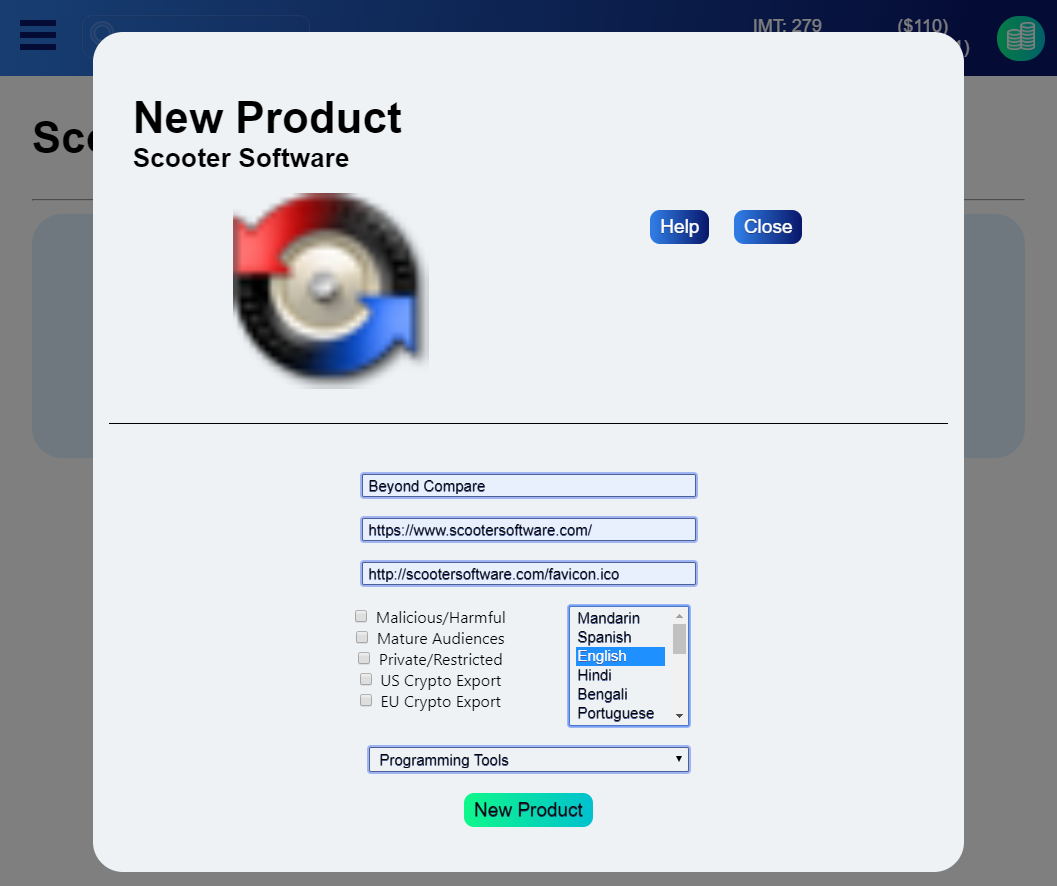 IMT: 279 ($110)
New Product
Scooter Software
Help Close
Beyond Compare
https://www.scootersoftware.com/
http://scootersoftware.com/favicon.ico
Malicious/Harmful
Mature Audiences
Private/Restricted
US Crypto Export
EU Crypto Export
Mandarin
Spanish
English
Hindi
Bengali
Portuguese
Programming Tools
New Product